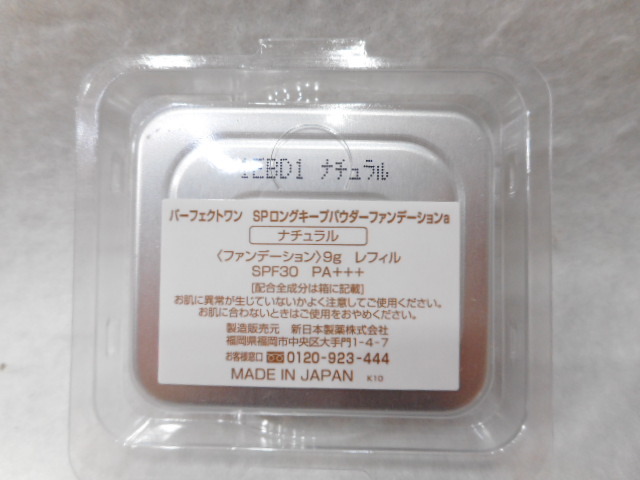 1EBD1 ナチュラル
パーフェクトワン SPロングキープパウダーファンデーションa
ナチュラル
〈ファンデーション〉9g レフィル
SPF30 PA+++
[配合全成分は箱に記載]
お肌に異常が生じていないかよく注意してご使用ください。
お肌に合わないときはご使用をおやめください。
製造販売元 新日本製薬株式会社
福岡県福岡市中央区大手門1-4-7
お客様窓口 0120-923-444
MADE IN JAPAN K10